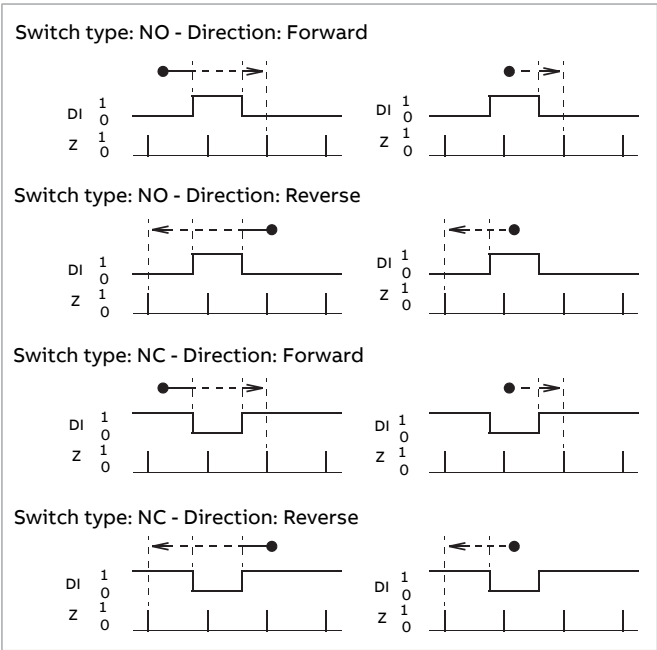 Switch type: NO - Direction: Forward
DI 1 0 DI 1 0
Z 1 0 Z 1 0
Switch type: NO - Direction: Reverse
DI 1 0 DI 1 0
Z 1 0 Z 1 0
Switch type: NC - Direction: Forward
DI 1 0 DI 1 0
Z 1 0 Z 1 0
Switch type: NC - Direction: Reverse
DI 1 0 DI 1 0
Z 1 0 Z 1 0